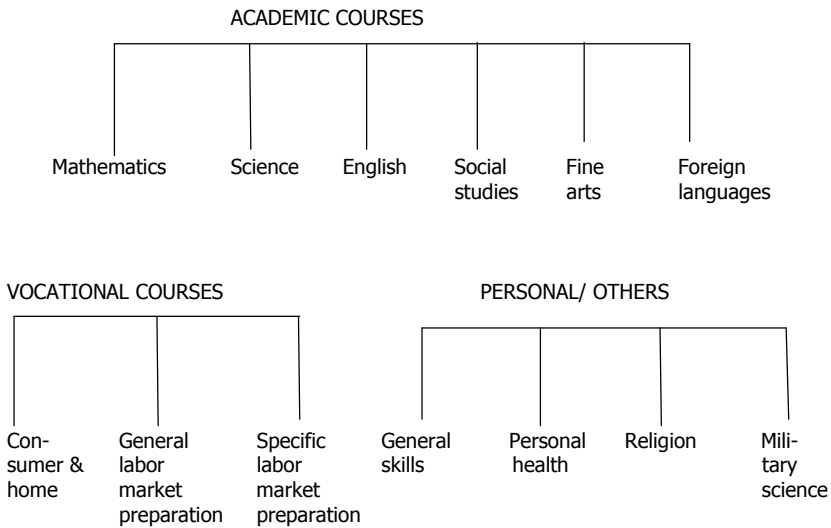 ACADEMIC COURSES
Mathematics
Science
English
Social
studies
Fine
arts
Foreign
languages
VOCATIONAL COURSES
PERSONAL/ OTHERS
Con-
sumer &
home
General
labor
market
preparation
Specific
labor
market
preparation
General
skills
Personal
health
Religion
Mili-
tary
science